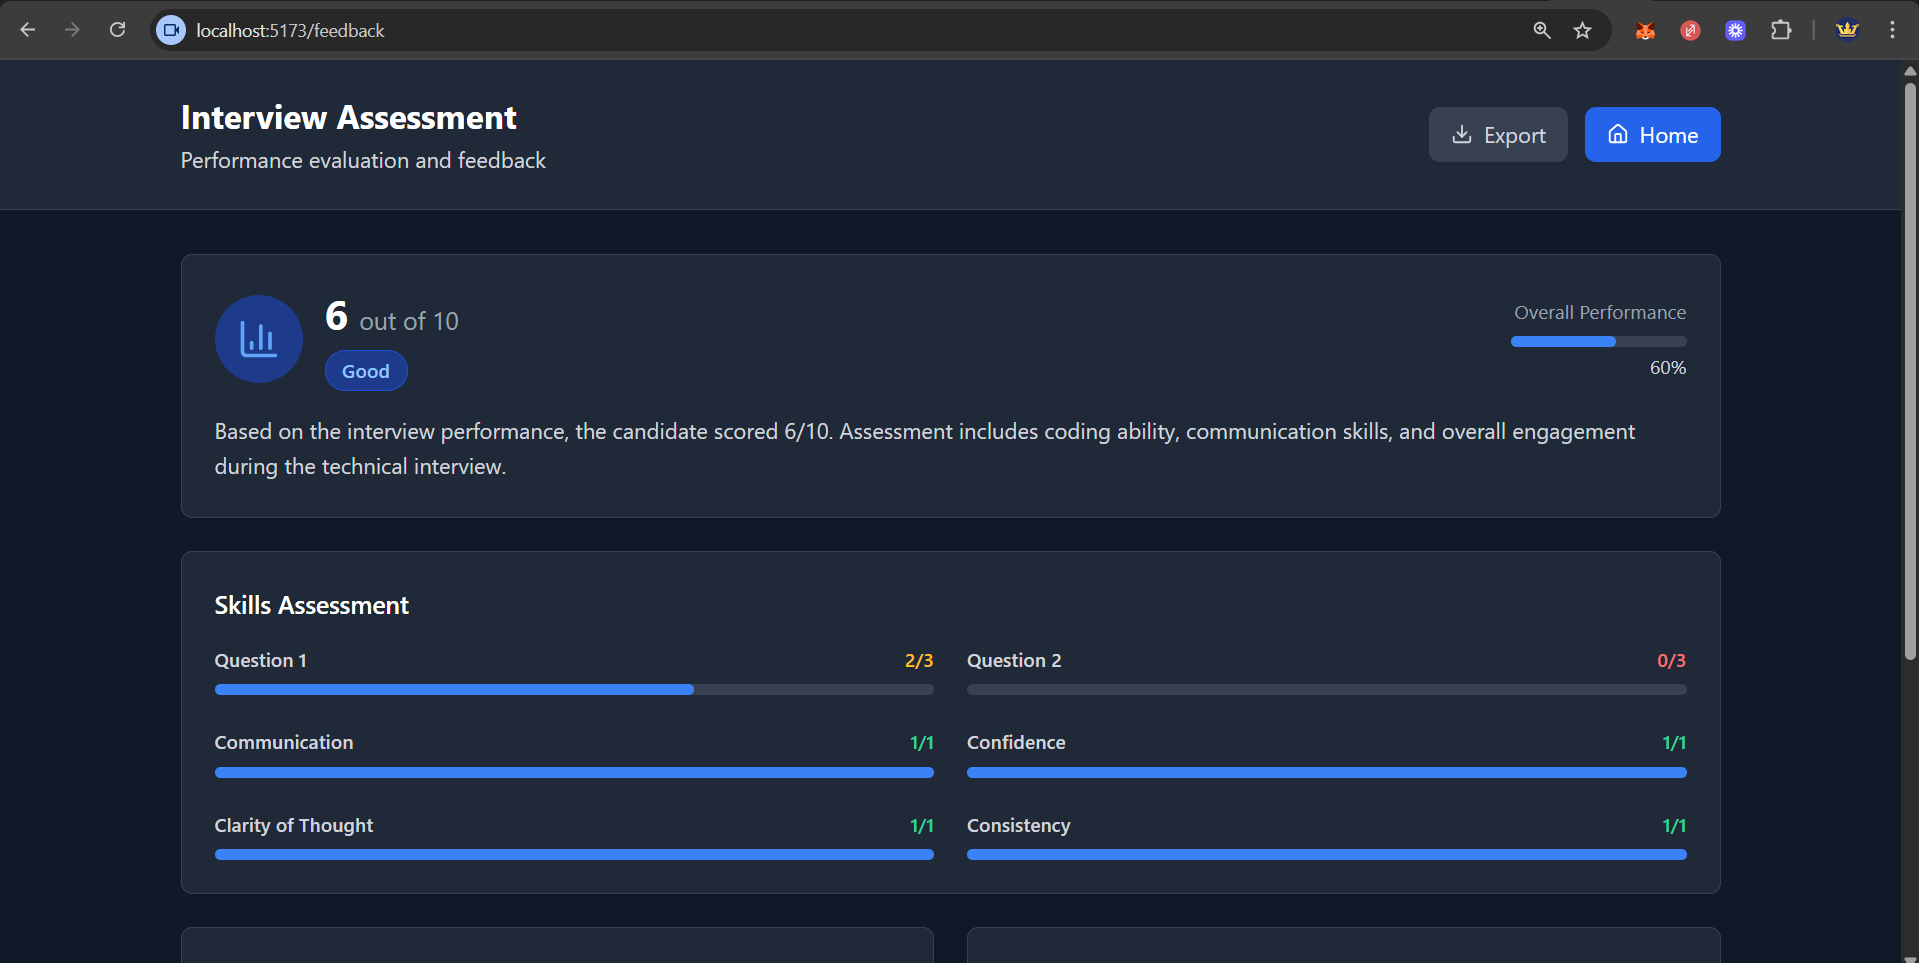 localhost:5173/feedback
Interview Assessment
Performance evaluation and feedback
Export
Home
6 out of 10
Good
Overall Performance
60%
Based on the interview performance, the candidate scored 6/10. Assessment includes coding ability, communication skills, and overall engagement
during the technical interview.
Skills Assessment
Question 1 2/3
Question 2 0/3
Communication 1/1
Confidence 1/1
Clarity of Thought 1/1
Consistency 1/1